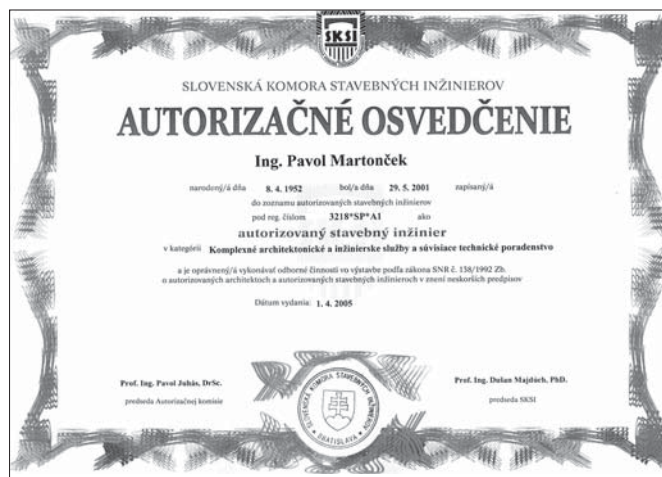 SKSI
SLOVENSKÁ KOMORA STAVEBNÝCH INŽINIEROV
AUTORIZAČNÉ OSVEDČENIE
Ing. Pavol Martonček
narodený/á dňa 8. 4. 1952 bol/a dňa 29. 5. 2001 zapísaný/á
do zoznamu autorizovaných stavebných inžinierov
pod reg. číslom 3218*SP*A1 ako
autorizovaný stavebný inžinier
v kategórii Komplexné architektonické a inžinierske služby a súvisiace technické poradenstvo
a je oprávnený/á vykonávať odborné činnosti vo výstavbe podľa zákona SNR č. 138/1992 Zb.
o autorizovaných architektoch a autorizovaných stavebných inžinieroch v znení neskorších predpisov
Dátum vydania: 1. 4. 2005
Prof. Ing. Pavol Juhás, DrSc.
predseda Autorizačnej komisie
SLOVENSKÁ KOMORA STAVEBNÝCH INŽINIEROV
BRATISLAVA
Prof. Ing. Dušan Majdúch, PhD.
predseda SKSI